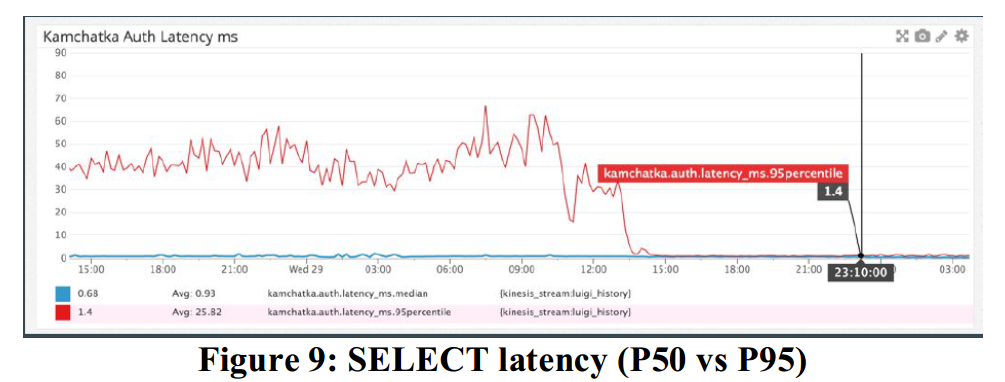 Kamchatka Auth Latency ms
90
80
70
60
50
40
30
20
10
0
kamchatka.auth.latency_ms.95percentile
1.4
15:00 18:00 21:00 Wed 29 03:00 06:00 09:00 12:00 15:00 18:00 21:00 03:00
23:10:00
0.68 Avg: 0.93 kamchatka.auth.latency_ms.median {kinesis_stream:luigi_history}
1.4 Avg: 25.82 kamchatka.auth.latency_ms.95percentile {kinesis_stream:luigi_history}
Figure 9: SELECT latency (P50 vs P95)